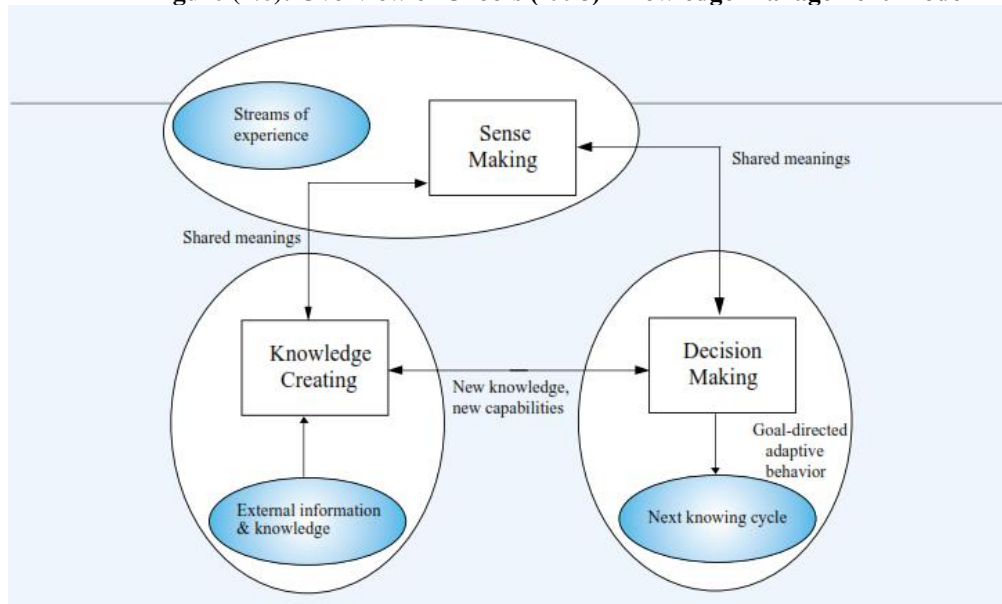 Streams of
experience
Sense
Making
Shared meanings
Shared meanings
Knowledge
Creating
New knowledge,
new capabilities
Decision
Making
Goal-directed
adaptive
behavior
External information
& knowledge
Next knowing cycle